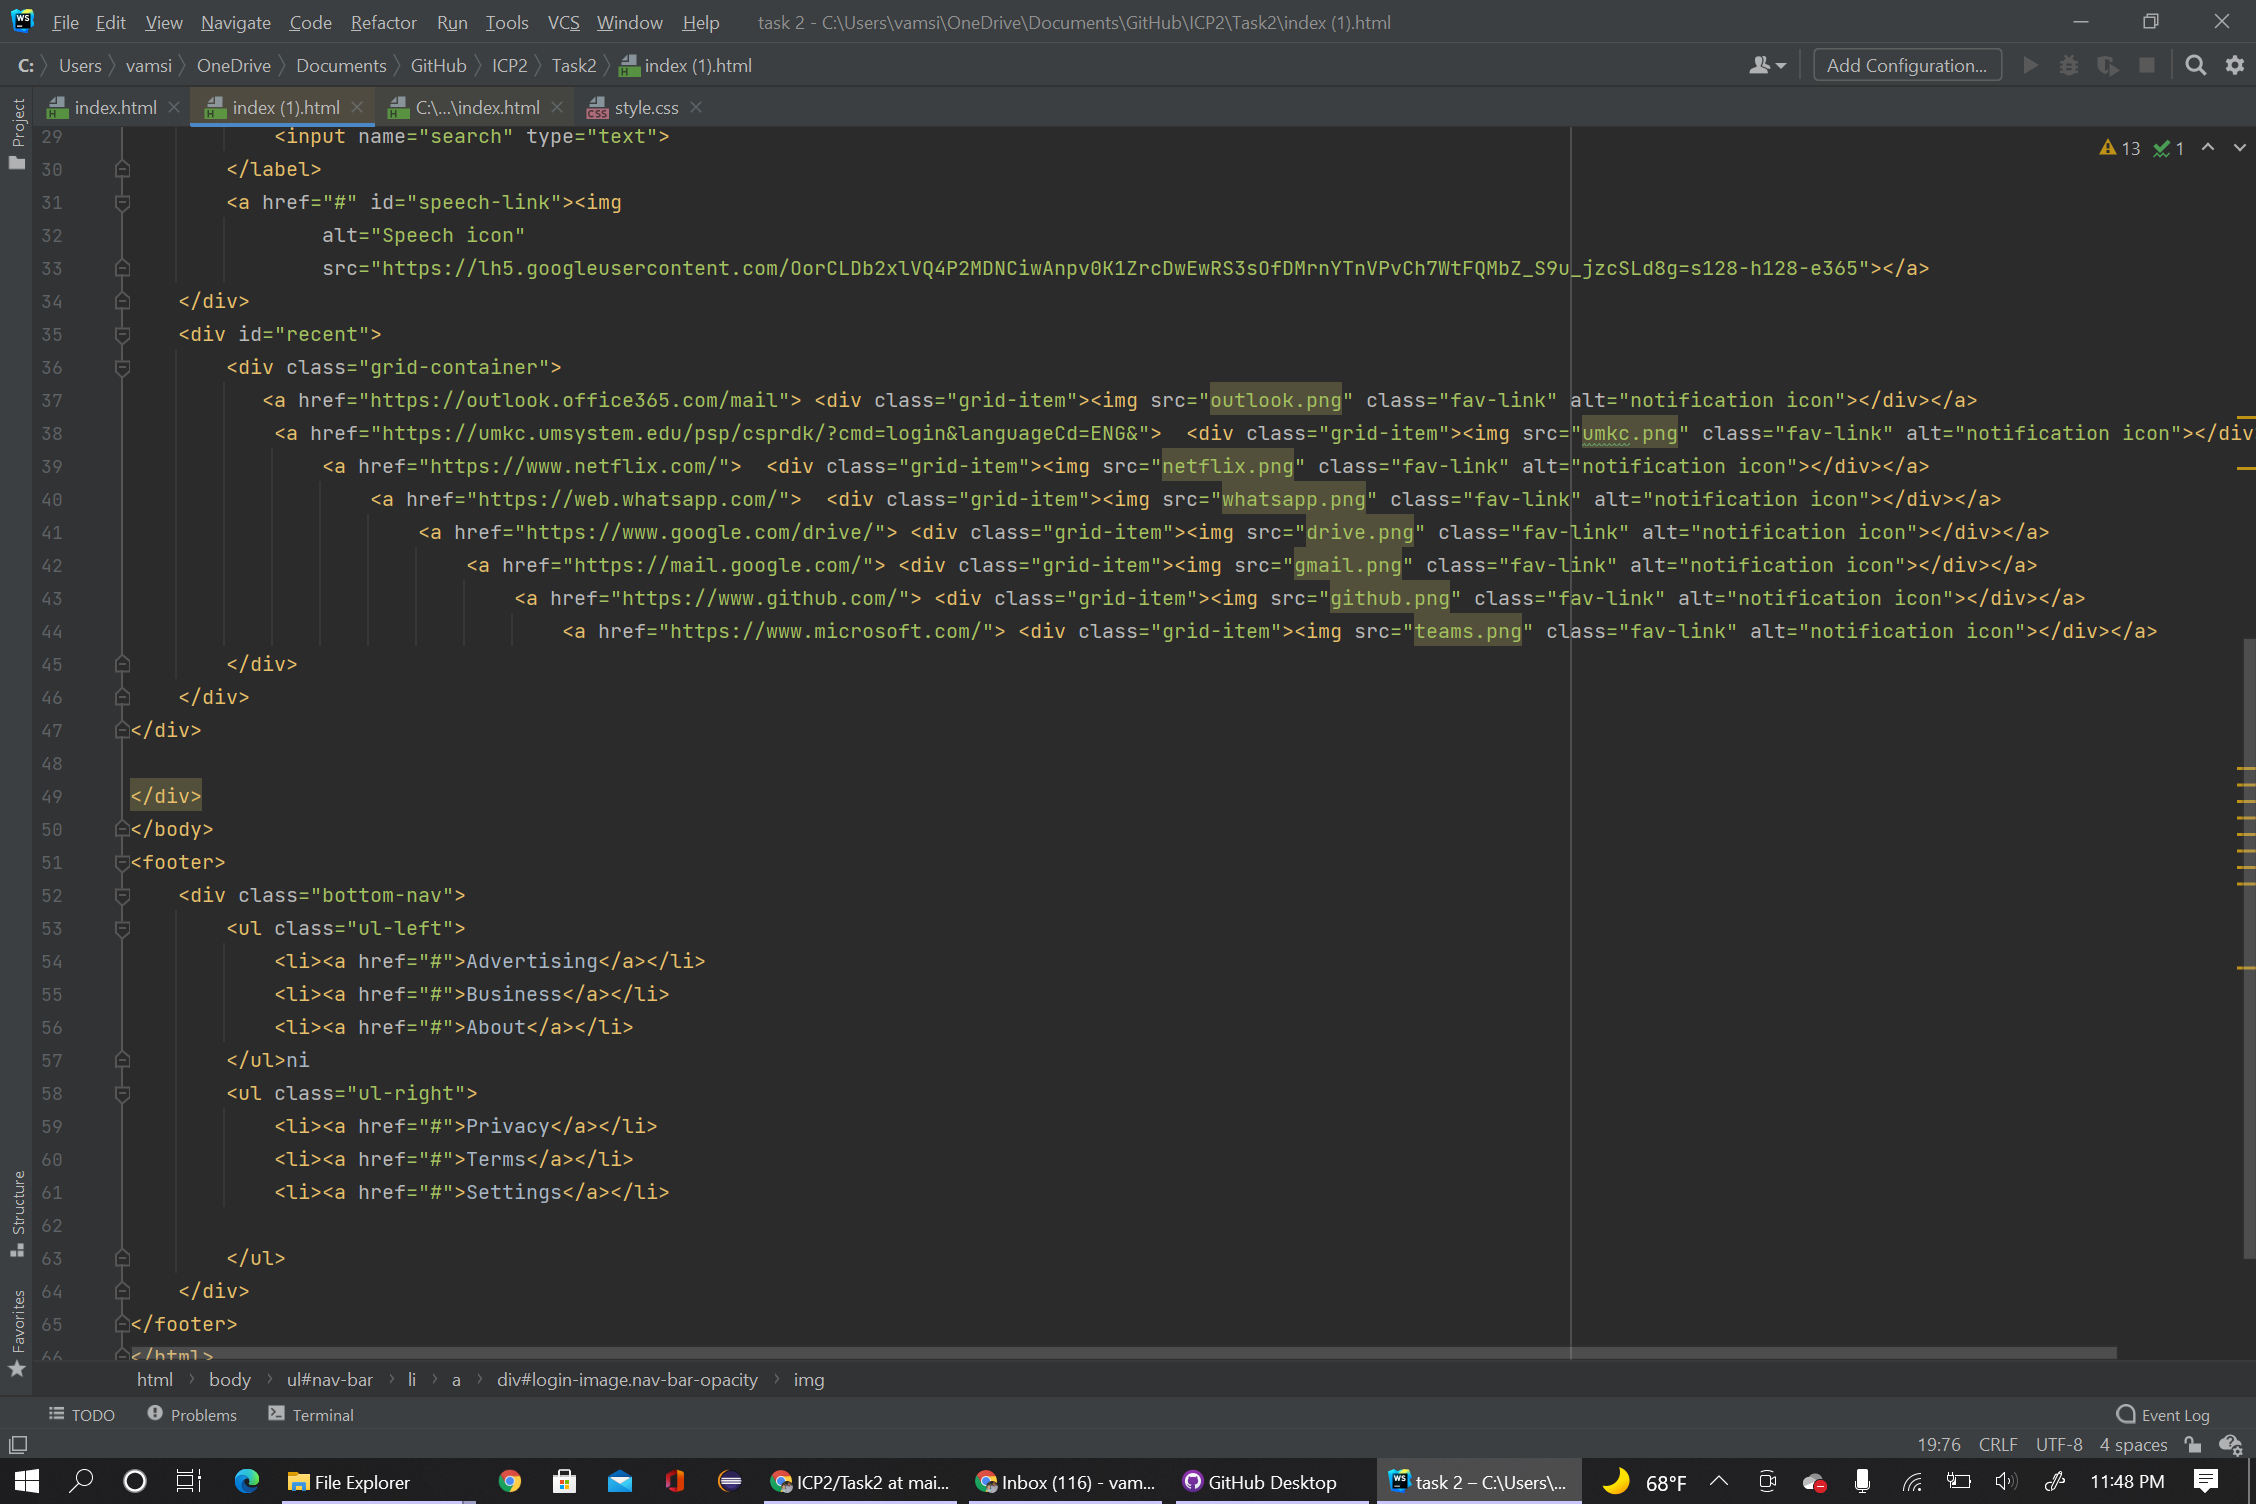 WS File Edit View Navigate Code Refactor Run Tools VCS Window Help task 2 - C:\Users\vamsi\OneDrive\Documents\GitHub\ICP2\Task2\index (1).html
C: Users vamsi OneDrive Documents GitHub ICP2 Task2 index (1).html Add Configuration...
index.html index (1).html C:\...\index.html style.css
Project
13 1
29 <input name="search" type="text">
30 </label>
31 <a href="#" id="speech-link"><img
32 alt="Speech icon"
33 src="https://lh5.googleusercontent.com/OorCLDb2xlVQ4P2MDNCiwAnpv0K1ZrcDwEwRS3sOfDMrnYTnVPvCh7WtFQMbZ_S9u_jzcSLd8g=s128-h128-e365"></a>
34 </div>
35 <div id="recent">
36 <div class="grid-container">
37 <a href="https://outlook.office365.com/mail"> <div class="grid-item"><img src="outlook.png" class="fav-link" alt="notification icon"></div></a>
38 <a href="https://umkc.umsystem.edu/psp/csprdk/?cmd=login&languageCd=ENG&"> <div class="grid-item"><img src="umkc.png" class="fav-link" alt="notification icon"></div
39 <a href="https://www.netflix.com/"> <div class="grid-item"><img src="netflix.png" class="fav-link" alt="notification icon"></div></a>
40 <a href="https://web.whatsapp.com/"> <div class="grid-item"><img src="whatsapp.png" class="fav-link" alt="notification icon"></div></a>
41 <a href="https://www.google.com/drive/"> <div class="grid-item"><img src="drive.png" class="fav-link" alt="notification icon"></div></a>
42 <a href="https://mail.google.com/"> <div class="grid-item"><img src="gmail.png" class="fav-link" alt="notification icon"></div></a>
43 <a href="https://www.github.com/"> <div class="grid-item"><img src="github.png" class="fav-link" alt="notification icon"></div></a>
44 <a href="https://www.microsoft.com/"> <div class="grid-item"><img src="teams.png" class="fav-link" alt="notification icon"></div></a>
45 </div>
46 </div>
47 </div>
48
49 </div>
50 </body>
51 <footer>
52 <div class="bottom-nav">
53 <ul class="ul-left">
54 <li><a href="#">Advertising</a></li>
55 <li><a href="#">Business</a></li>
56 <li><a href="#">About</a></li>
57 </ul>ni
58 <ul class="ul-right">
59 <li><a href="#">Privacy</a></li>
60 <li><a href="#">Terms</a></li>
61 <li><a href="#">Settings</a></li>
62
63 </ul>
64 </div>
65 </footer>
66 </html>
Structure
Favorites
html body ul#nav-bar li a div#login-image.nav-bar-opacity img
TODO Problems Terminal Event Log
19:76 CRLF UTF-8 4 spaces
File Explorer ICP2/Task2 at mai... Inbox (116) - vam... GitHub Desktop task 2 – C:\Users\... 68°F 11:48 PM